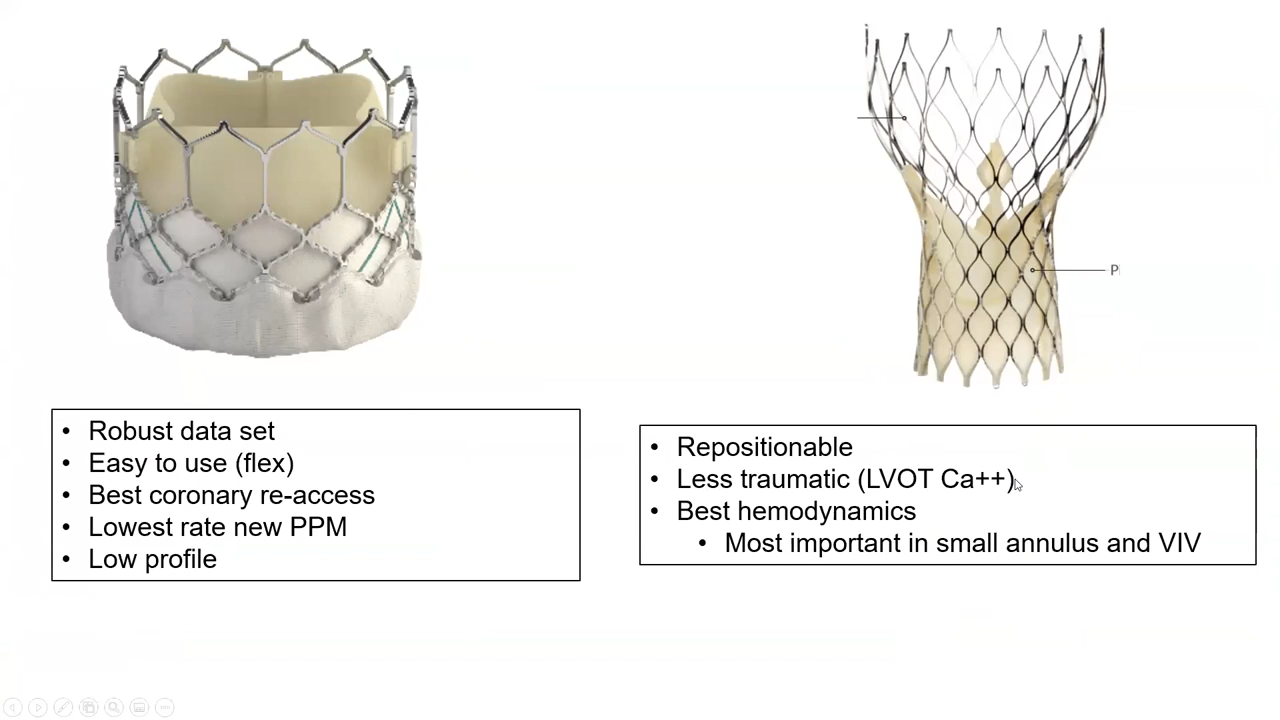 P
• Robust data set
• Easy to use (flex)
• Best coronary re-access
• Lowest rate new PPM
• Low profile
• Repositionable
• Less traumatic (LVOT Ca++)
• Best hemodynamics
• Most important in small annulus and VIV